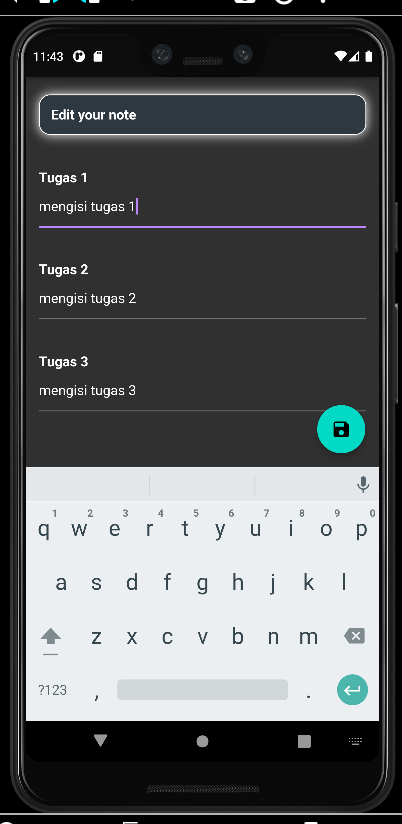 11:43
Edit your note
Tugas 1
mengisi tugas 1
Tugas 2
mengisi tugas 2
Tugas 3
mengisi tugas 3
1 2 3 4 5 6 7 8 9 0
q w e r t y u i o p
a s d f g h j k l
z x c v b n m
?123 , .